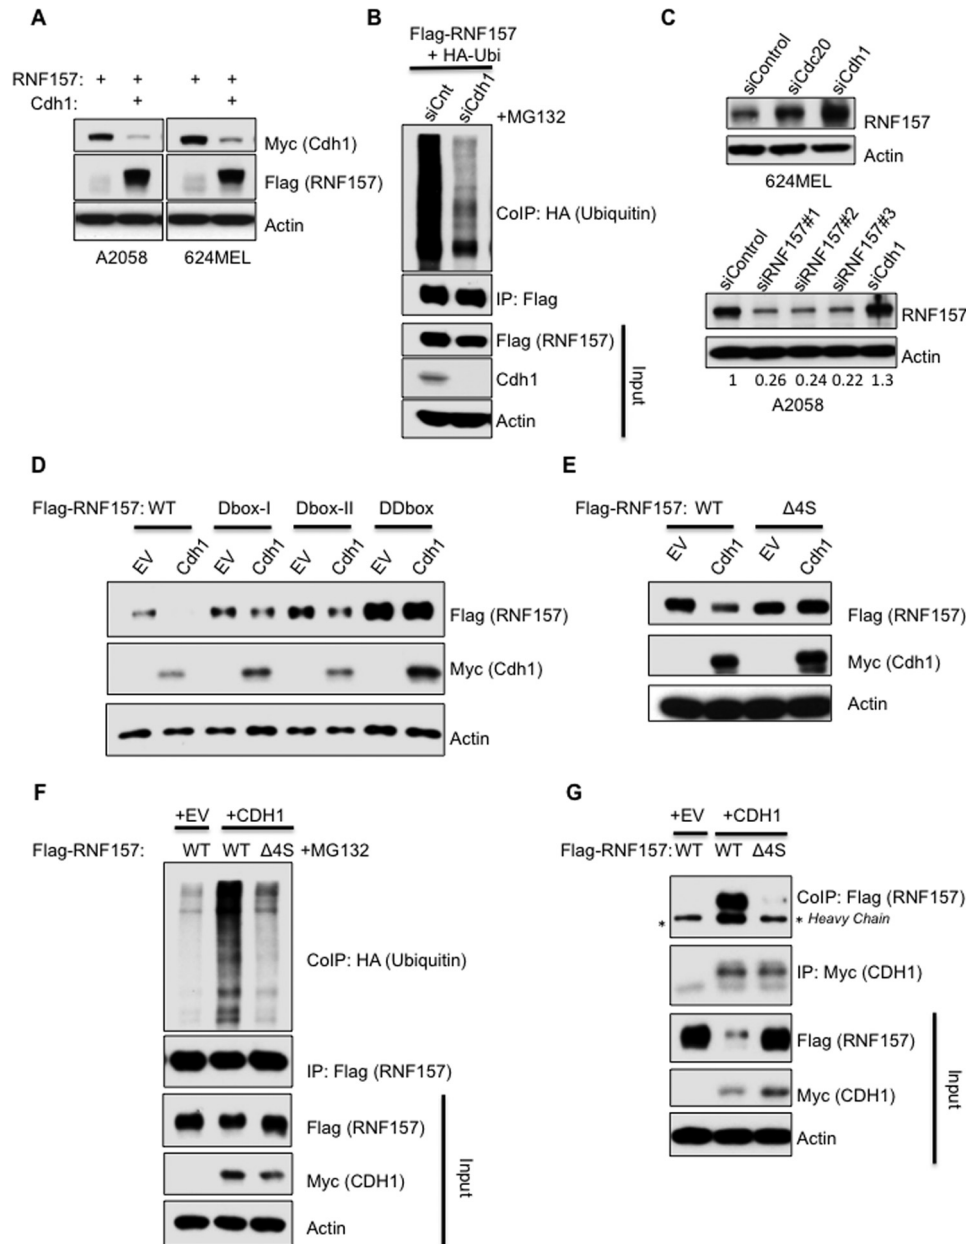 A
RNF157: + + + +
Cdh1: + +
Myc (Cdh1)
Flag (RNF157)
Actin
A2058 624MEL
B
Flag-RNF157
+ HA-Ubi
siCnt siCdh1
+MG132
CoIP: HA (Ubiquitin)
IP: Flag
Flag (RNF157)
Cdh1
Actin
Input
C
siControl siCdc20 siCdh1
RNF157
Actin
624MEL
siControl siRNF157#1 siRNF157#2 siRNF157#3 siCdh1
RNF157
Actin
1 0.26 0.24 0.22 1.3
A2058
D
Flag-RNF157: WT Dbox-I Dbox-II DDbox
EV Cdh1 EV Cdh1 EV Cdh1 EV Cdh1
Flag (RNF157)
Myc (Cdh1)
Actin
E
Flag-RNF157: WT Δ4S
EV Cdh1 EV Cdh1
Flag (RNF157)
Myc (Cdh1)
Actin
F
+EV +CDH1
Flag-RNF157: WT WT Δ4S +MG132
CoIP: HA (Ubiquitin)
IP: Flag (RNF157)
Flag (RNF157)
Myc (CDH1)
Actin
Input
G
+EV +CDH1
Flag-RNF157: WT WT Δ4S
CoIP: Flag (RNF157)
* * Heavy Chain
IP: Myc (CDH1)
Flag (RNF157)
Myc (CDH1)
Actin
Input